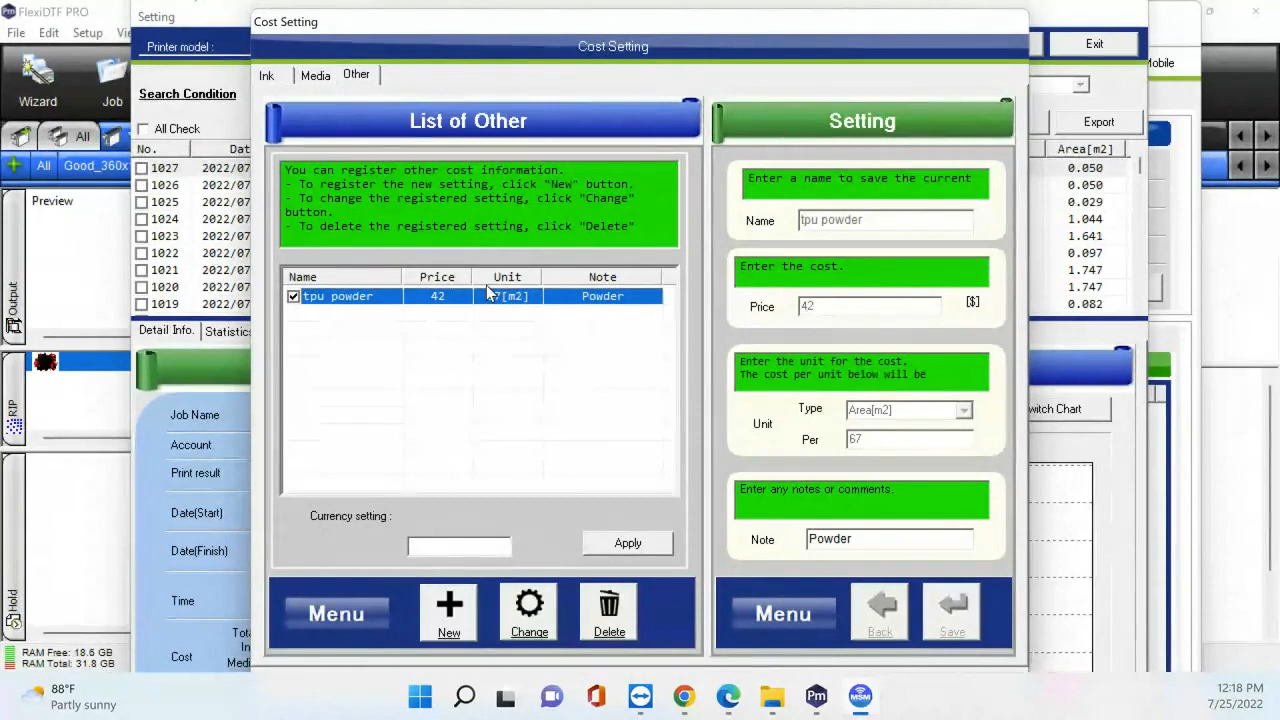 FlexiDTF PRO
File Edit Setup
Wizard
Job
All
All Good_360x
Preview
Output
RIP
Hold
RAM Free: 18.6 GB
RAM Total: 31.8 GB
Setting
Printer model :
Exit
Mobile
Search Condition
All Check
Export
No. Dat
Area[m2]
1027 2022/07 0.050
1026 2022/07 0.050
1025 2022/07 0.029
1024 2022/07 1.044
1023 2022/07 1.641
1022 2022/07 0.097
1021 2022/07 1.747
1020 2022/07 1.747
1019 2022/07 0.082
Detail Info. Statistics
Job Name
Account
Print result
Date(Start)
Date(Finish)
Time
Cost
witch Chart
Cost Setting
Cost Setting
Ink Media Other
List of Other
You can register other cost information.
- To register the new setting, click "New" button.
- To change the registered setting, click "Change"
button.
- To delete the registered setting, click "Delete"
Name Price Unit Note
tpu powder 42 7[m2] Powder
Currency setting :
Apply
Menu
New
Change
Delete
Setting
Enter a name to save the current
Name tpu powder
Enter the cost.
Price 42 [$]
Enter the unit for the cost.
The cost per unit below will be
Unit
Type Area[m2]
Per 67
Enter any notes or comments.
Note Powder
Menu
Back
Save
88°F
Partly sunny
Pm
MSM
12:18 PM
7/25/2022